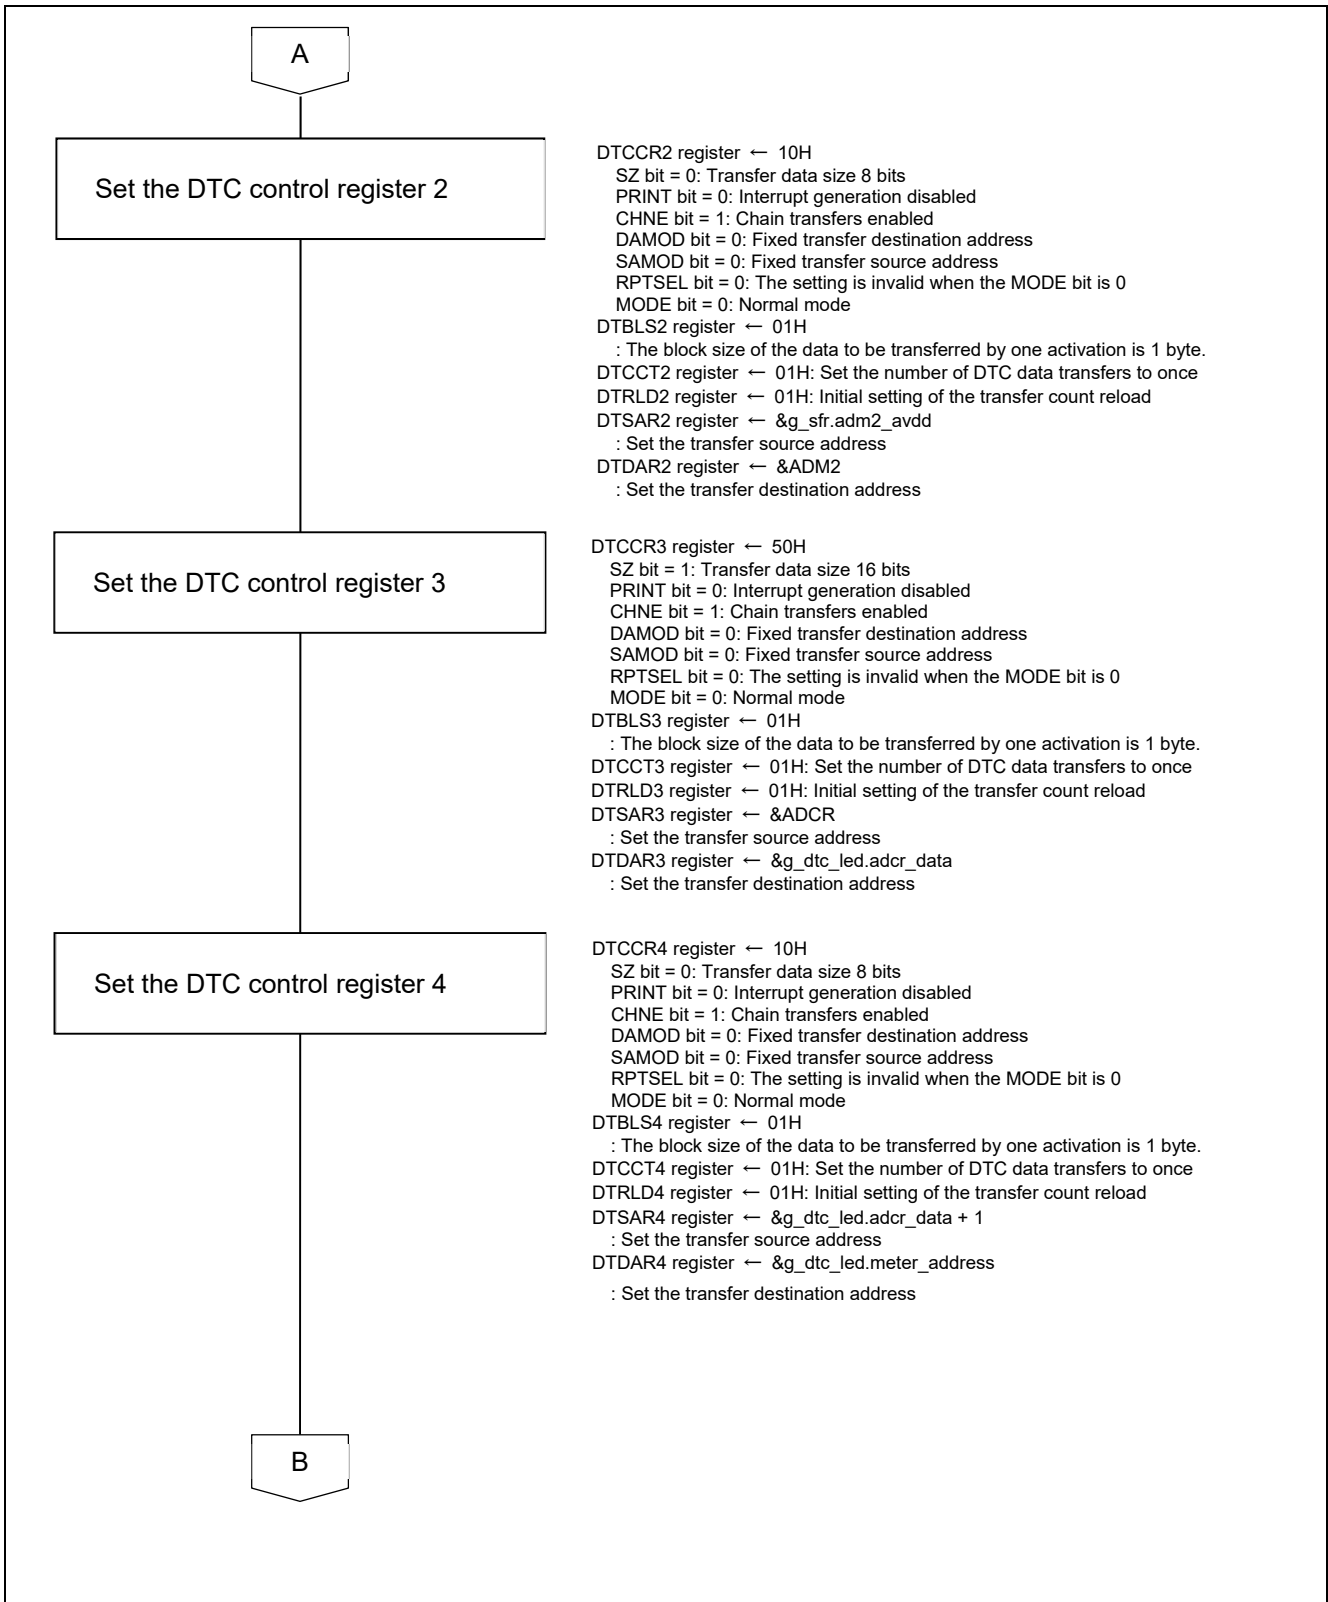 A
Set the DTC control register 2
DTCCR2 register ← 10H
SZ bit = 0: Transfer data size 8 bits
PRINT bit = 0: Interrupt generation disabled
CHNE bit = 1: Chain transfers enabled
DAMOD bit = 0: Fixed transfer destination address
SAMOD bit = 0: Fixed transfer source address
RPTSEL bit = 0: The setting is invalid when the MODE bit is 0
MODE bit = 0: Normal mode
DTBLS2 register ← 01H
: The block size of the data to be transferred by one activation is 1 byte.
DTCCT2 register ← 01H: Set the number of DTC data transfers to once
DTRLD2 register ← 01H: Initial setting of the transfer count reload
DTSAR2 register ← &g_sfr.adm2_avdd
: Set the transfer source address
DTDAR2 register ← &ADM2
: Set the transfer destination address
Set the DTC control register 3
DTCCR3 register ← 50H
SZ bit = 1: Transfer data size 16 bits
PRINT bit = 0: Interrupt generation disabled
CHNE bit = 1: Chain transfers enabled
DAMOD bit = 0: Fixed transfer destination address
SAMOD bit = 0: Fixed transfer source address
RPTSEL bit = 0: The setting is invalid when the MODE bit is 0
MODE bit = 0: Normal mode
DTBLS3 register ← 01H
: The block size of the data to be transferred by one activation is 1 byte.
DTCCT3 register ← 01H: Set the number of DTC data transfers to once
DTRLD3 register ← 01H: Initial setting of the transfer count reload
DTSAR3 register ← &ADCR
: Set the transfer source address
DTDAR3 register ← &g_dtc_led.adcr_data
: Set the transfer destination address
Set the DTC control register 4
DTCCR4 register ← 10H
SZ bit = 0: Transfer data size 8 bits
PRINT bit = 0: Interrupt generation disabled
CHNE bit = 1: Chain transfers enabled
DAMOD bit = 0: Fixed transfer destination address
SAMOD bit = 0: Fixed transfer source address
RPTSEL bit = 0: The setting is invalid when the MODE bit is 0
MODE bit = 0: Normal mode
DTBLS4 register ← 01H
: The block size of the data to be transferred by one activation is 1 byte.
DTCCT4 register ← 01H: Set the number of DTC data transfers to once
DTRLD4 register ← 01H: Initial setting of the transfer count reload
DTSAR4 register ← &g_dtc_led.adcr_data + 1
: Set the transfer source address
DTDAR4 register ← &g_dtc_led.meter_address
: Set the transfer destination address
B